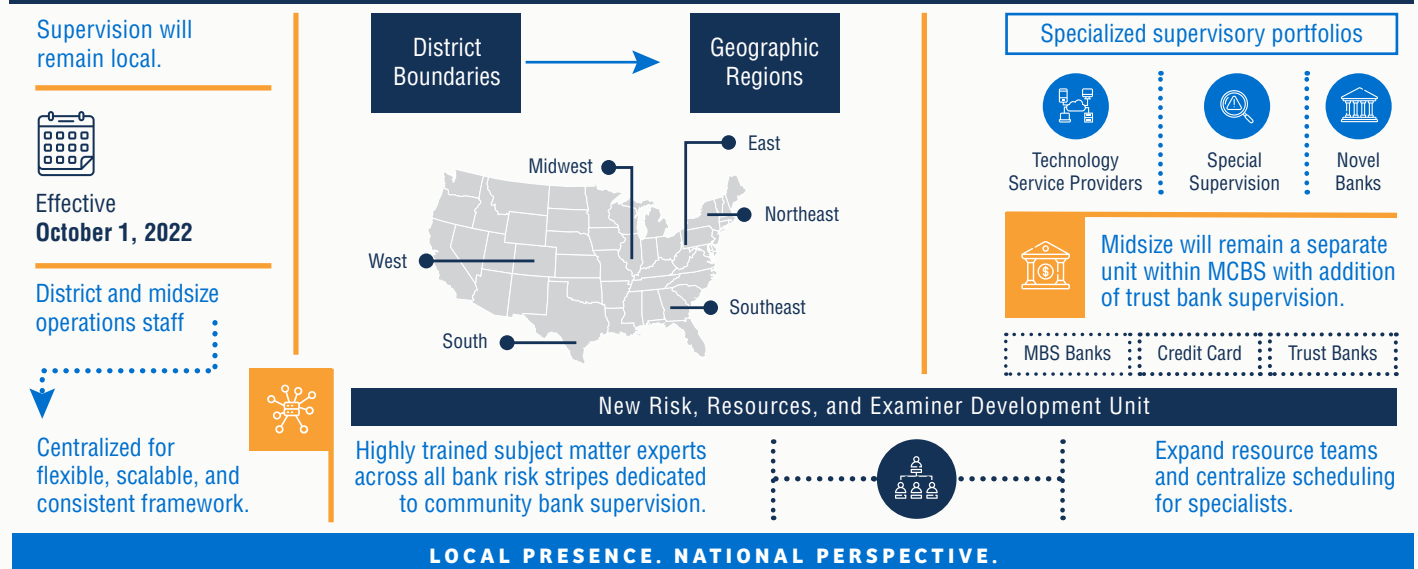 Supervision will
remain local.
Effective
October 1, 2022
District and midsize
operations staff
Centralized for
flexible, scalable, and
consistent framework.
District
Boundaries
Geographic
Regions
East
Midwest
Northeast
West
Southeast
South
Specialized supervisory portfolios
Technology
Service Providers
Special
Supervision
Novel
Banks
$
Midsize will remain a separate
unit within MCBS with addition
of trust bank supervision.
MBS Banks
Credit Card
Trust Banks
New Risk, Resources, and Examiner Development Unit
Highly trained subject matter experts
across all bank risk stripes dedicated
to community bank supervision.
Expand resource teams
and centralize scheduling
for specialists.
LOCAL PRESENCE. NATIONAL PERSPECTIVE.